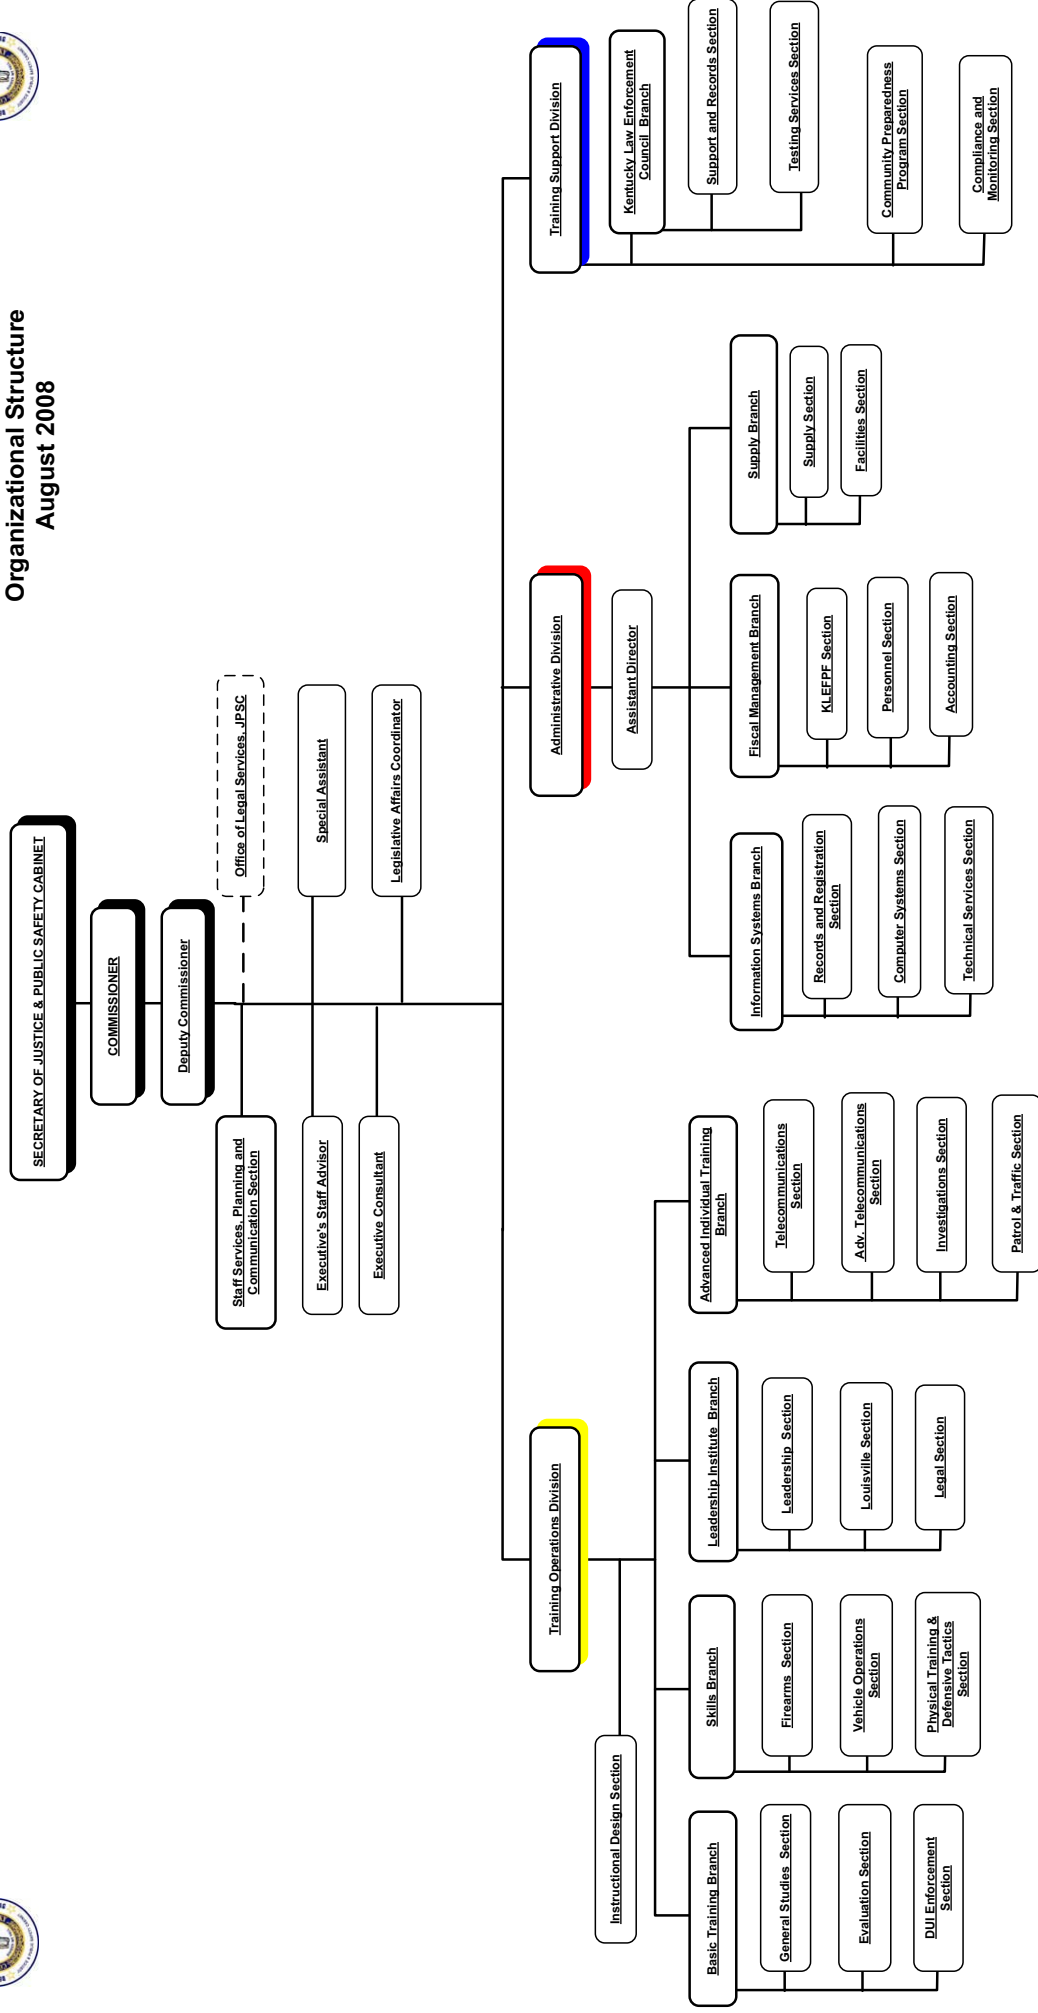 Organizational Structure
August 2008
SECRETARY OF JUSTICE & PUBLIC SAFETY CABINET
COMMISSIONER
Deputy Commissioner
Staff Services, Planning and
Communication Section
Office of Legal Services, JPSC
Executive's Staff Advisor
Special Assistant
Executive Consultant
Legislative Affairs Coordinator
Training Operations Division
Instructional Design Section
Basic Training Branch
General Studies Section
Evaluation Section
DUI Enforcement
Section
Skills Branch
Firearms Section
Vehicle Operations
Section
Physical Training &
Defensive Tactics
Section
Leadership Institute Branch
Leadership Section
Louisville Section
Legal Section
Advanced Individual Training
Branch
Telecommunications
Section
Adv. Telecommunications
Section
Investigations Section
Patrol & Traffic Section
Administrative Division
Assistant Director
Information Systems Branch
Records and Registration
Section
Computer Systems Section
Technical Services Section
Fiscal Management Branch
KLEFPF Section
Personnel Section
Accounting Section
Supply Branch
Supply Section
Facilities Section
Training Support Division
Kentucky Law Enforcement
Council Branch
Support and Records Section
Testing Services Section
Community Preparedness
Program Section
Compliance and
Monitoring Section